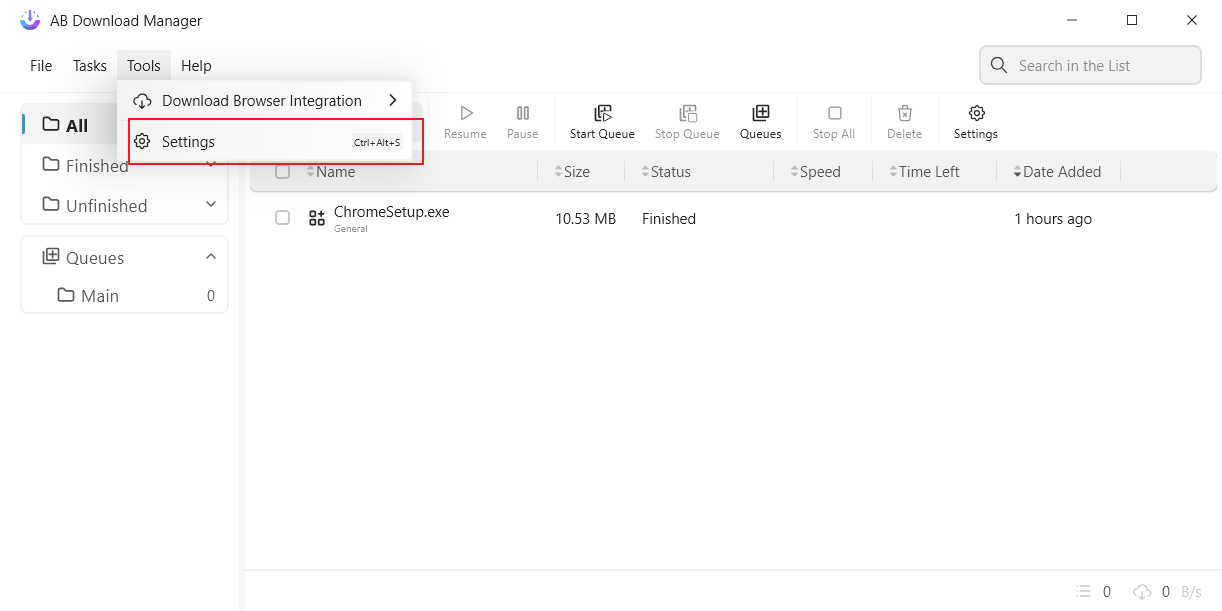 AB Download Manager
File Tasks Tools Help
Search in the List
Download Browser Integration
Settings Ctrl+Alt+S
All
Finished
Unfinished
Queues
Main 0
Resume Pause Start Queue Stop Queue Queues Stop All Delete Settings
Name Size Status Speed Time Left Date Added
ChromeSetup.exe 10.53 MB Finished 1 hours ago
General
0 0 B/s